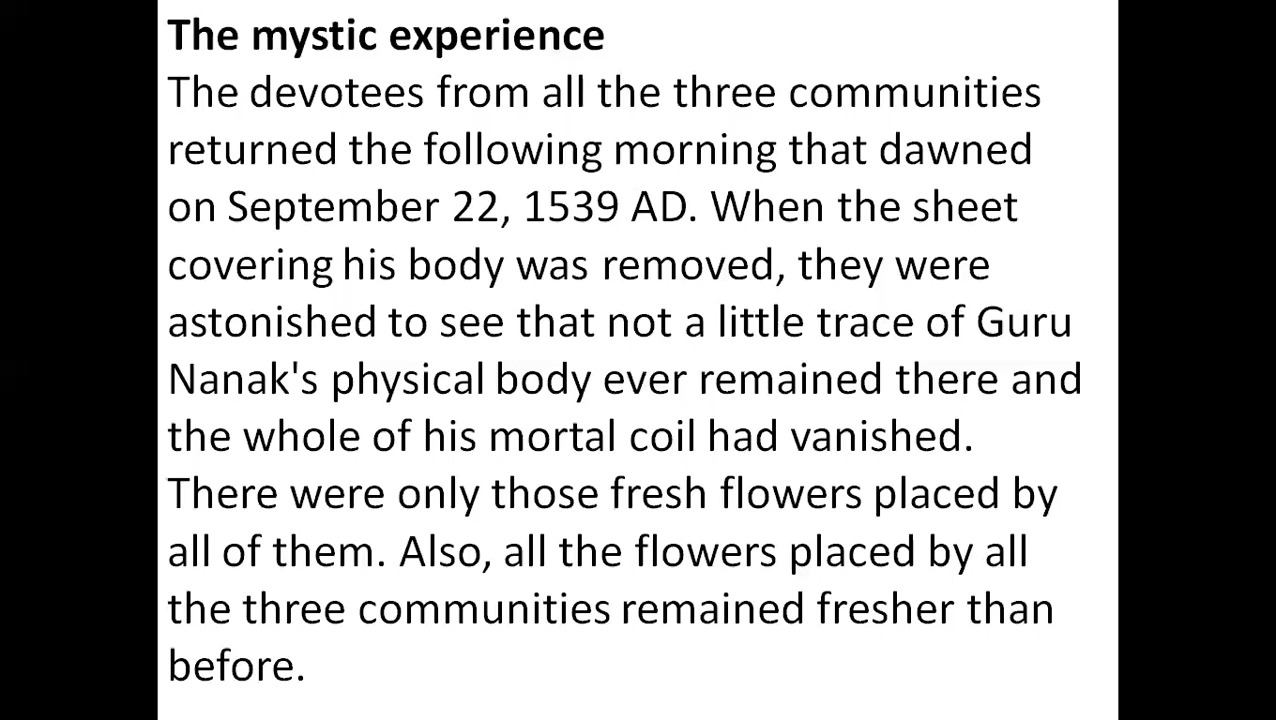 The mystic experience
The devotees from all the three communities
returned the following morning that dawned
on September 22, 1539 AD. When the sheet
covering his body was removed, they were
astonished to see that not a little trace of Guru
Nanak's physical body ever remained there and
the whole of his mortal coil had vanished.
There were only those fresh flowers placed by
all of them. Also, all the flowers placed by all
the three communities remained fresher than
before.